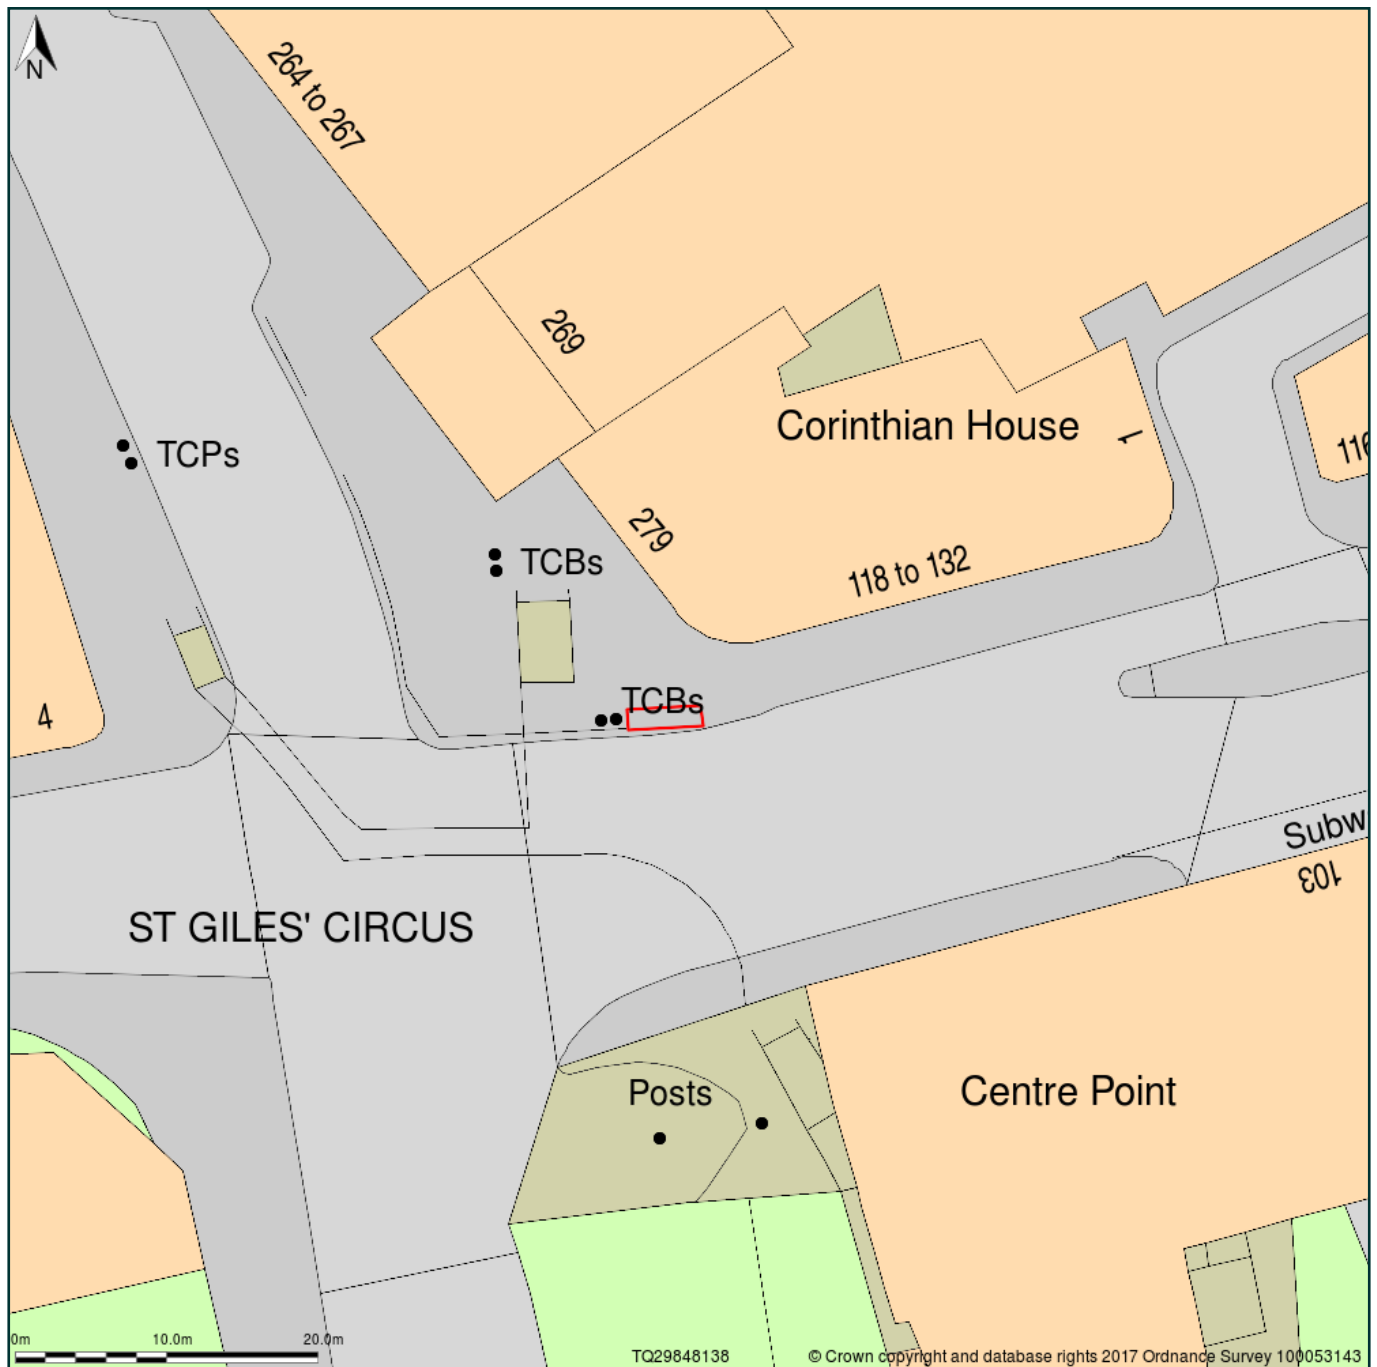 N
264 to 267
269
Corinthian House
1
116
TCPs
279
TCBs
118 to 132
TCBs
4
Subw
103
ST GILES' CIRCUS
Posts
Centre Point
0m 10.0m 20.0m
TQ29848138 © Crown copyright and database rights 2017 Ordnance Survey 100053143